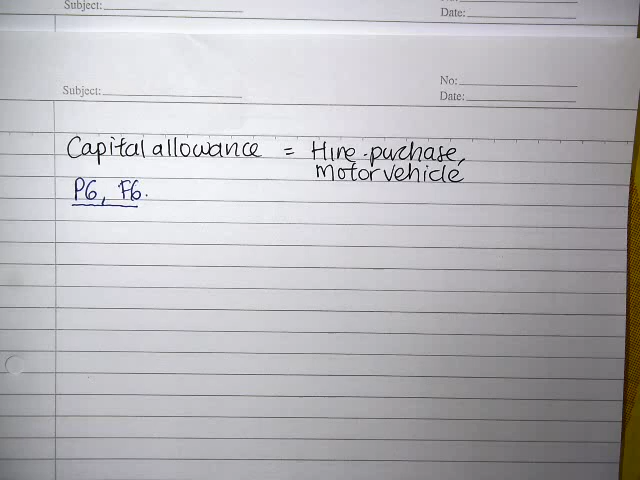 Subject:
Date:
No:
Subject:
Date:
Capital allowance = Hire-purchase,
motor vehicle
P6, F6.